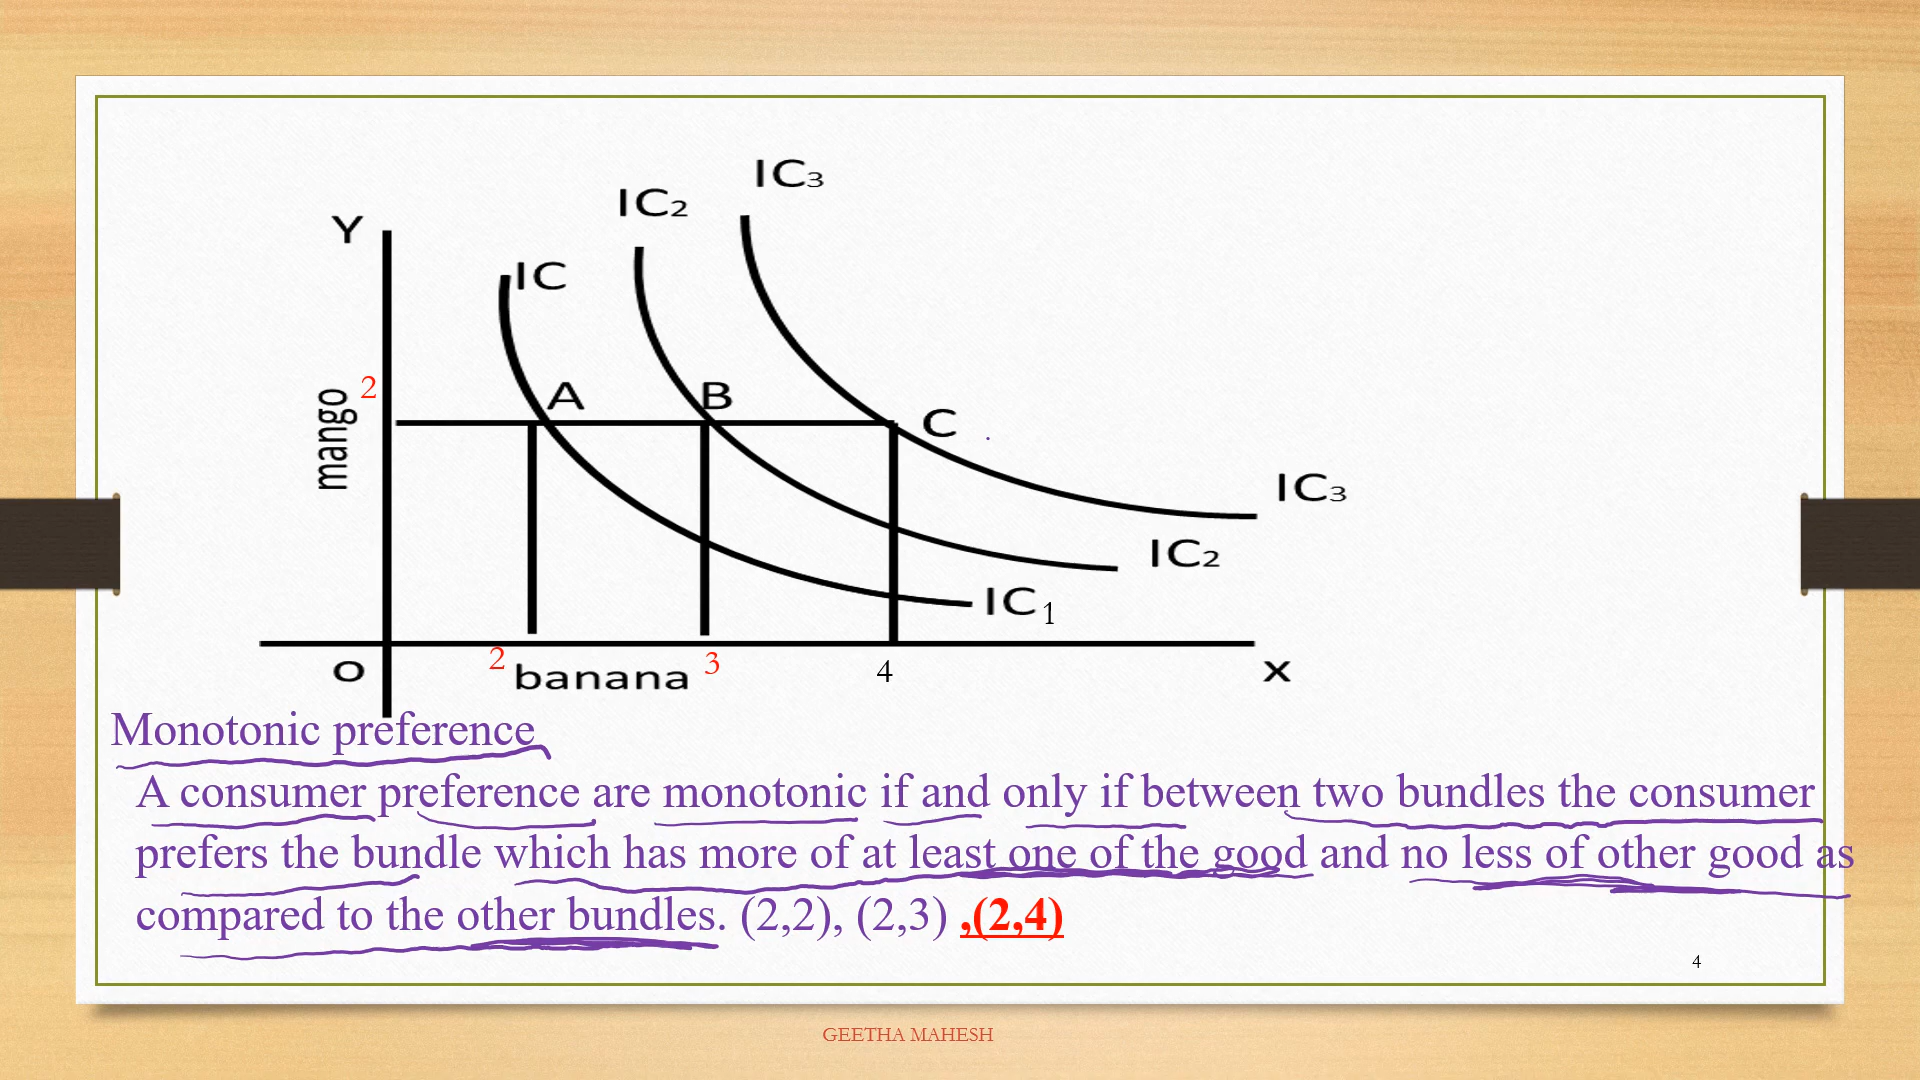 IC₃
IC₂
Y
IC
2
mango
A
B
C
IC₃
IC₂
IC1
O
2
banana
3
4
X
Monotonic preference
A consumer preference are monotonic if and only if between two bundles the consumer
prefers the bundle which has more of at least one of the good and no less of other good as
compared to the other bundles. (2,2), (2,3) ,(2,4)
4
GEETHA MAHESH